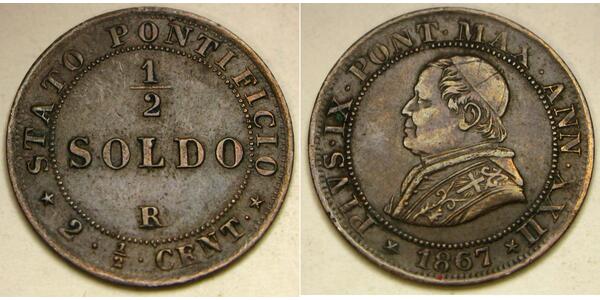 STATO PONTIFICIO
1/2
SOLDO
R
★ 2 · 1/2 · CENT. ★
PIVS · IX · PONT · MAX · ANN · XXII
★ 1867 ★